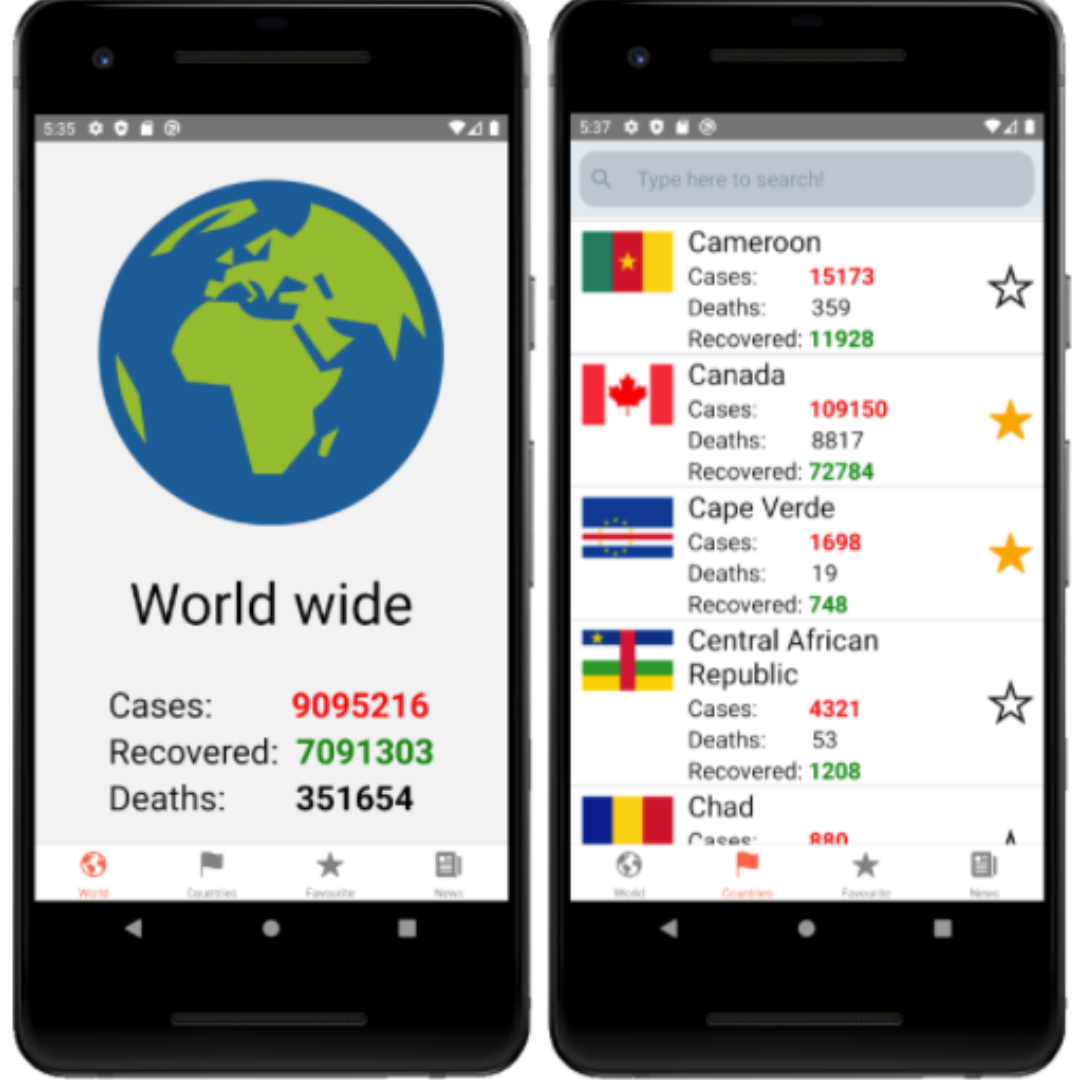 5:35
World wide
Cases: 9095216
Recovered: 7091303
Deaths: 351654
World Countries Favourite News
5:37
Type here to search!
Cameroon
Cases: 15173
Deaths: 359
Recovered: 11928
Canada
Cases: 109150
Deaths: 8817
Recovered: 72784
Cape Verde
Cases: 1698
Deaths: 19
Recovered: 748
Central African
Republic
Cases: 4321
Deaths: 53
Recovered: 1208
Chad
Cases: 880
World Countries Favourite News